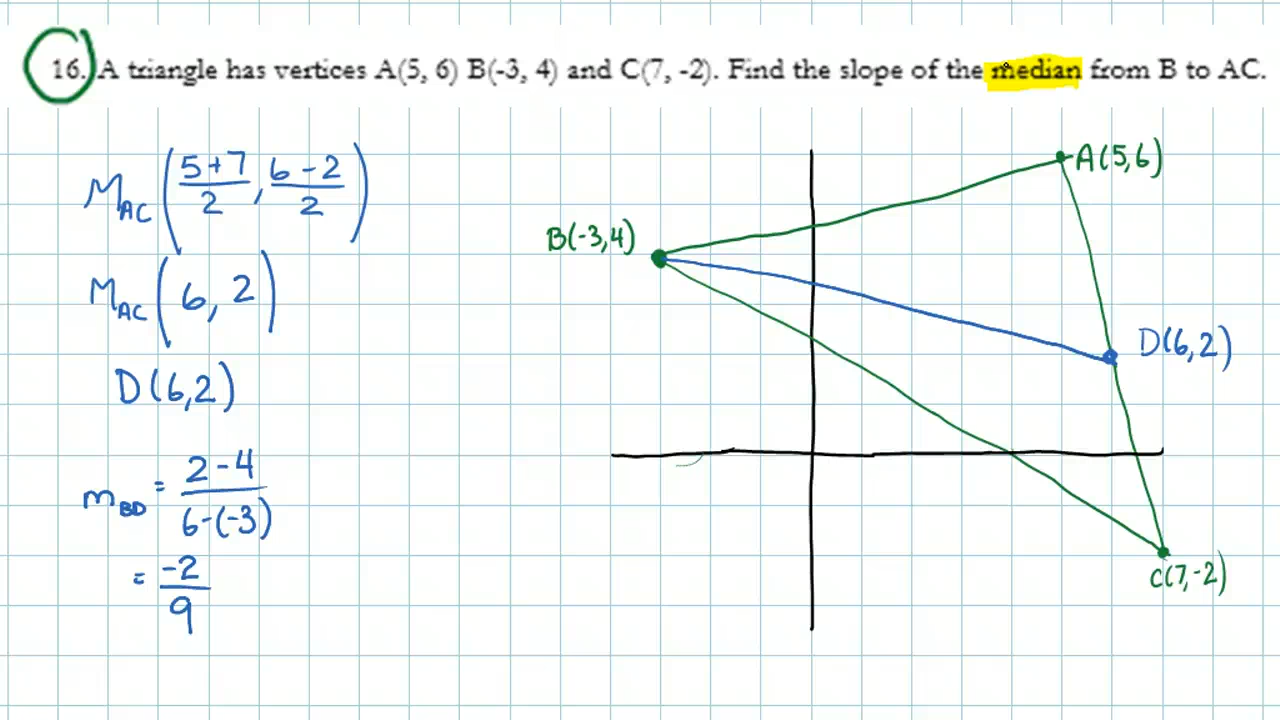 16. A triangle has vertices A(5, 6) B(-3, 4) and C(7, -2). Find the slope of the median from B to AC.
M_AC ( (5+7)/2 , (6-2)/2 )
M_AC ( 6, 2 )
D(6,2)
m_BD = (2-4)/(6-(-3))
= -2/9
A(5,6)
B(-3,4)
D(6,2)
C(7,-2)